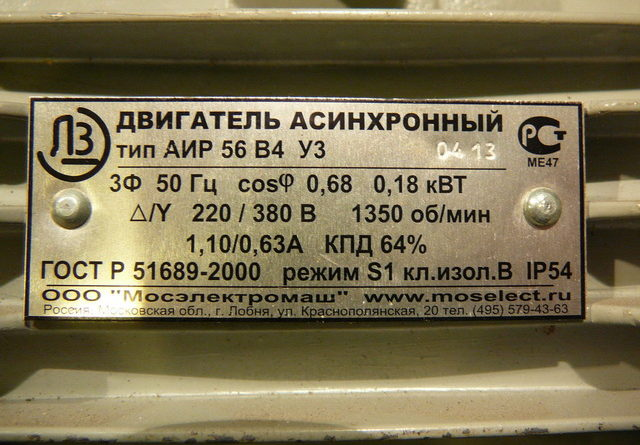 ЛЗ
ДВИГАТЕЛЬ АСИНХРОННЫЙ
тип АИР 56 В4 У3 04 13
РСТ
МЕ47
3Ф 50 Гц cosφ 0,68 0,18 кВТ
△/Y 220 / 380 В 1350 об/мин
1,10/0,63А КПД 64%
ГОСТ Р 51689-2000 режим S1 кл.изол.В IP54
ООО "Мосэлектромаш" www.moselect.ru
Россия, Московская обл., г. Лобня, ул. Краснополянская, 20 тел. (495) 579-43-63